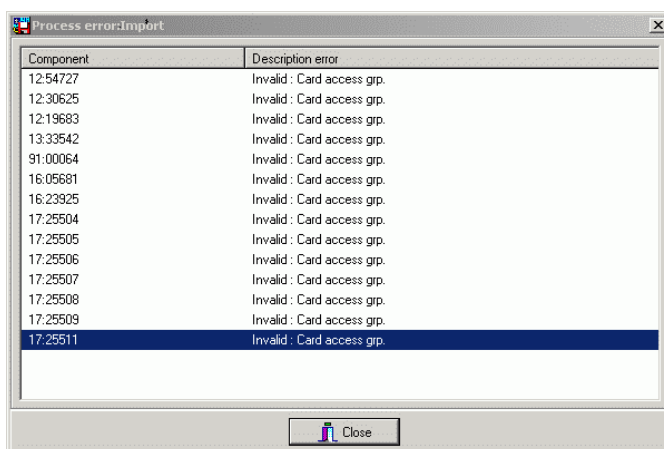 Process error:Import
Component Description error
12:54727 Invalid : Card access grp.
12:30625 Invalid : Card access grp.
12:19683 Invalid : Card access grp.
13:33542 Invalid : Card access grp.
91:00064 Invalid : Card access grp.
16:05681 Invalid : Card access grp.
16:23925 Invalid : Card access grp.
17:25504 Invalid : Card access grp.
17:25505 Invalid : Card access grp.
17:25506 Invalid : Card access grp.
17:25507 Invalid : Card access grp.
17:25508 Invalid : Card access grp.
17:25509 Invalid : Card access grp.
17:25511 Invalid : Card access grp.
Close